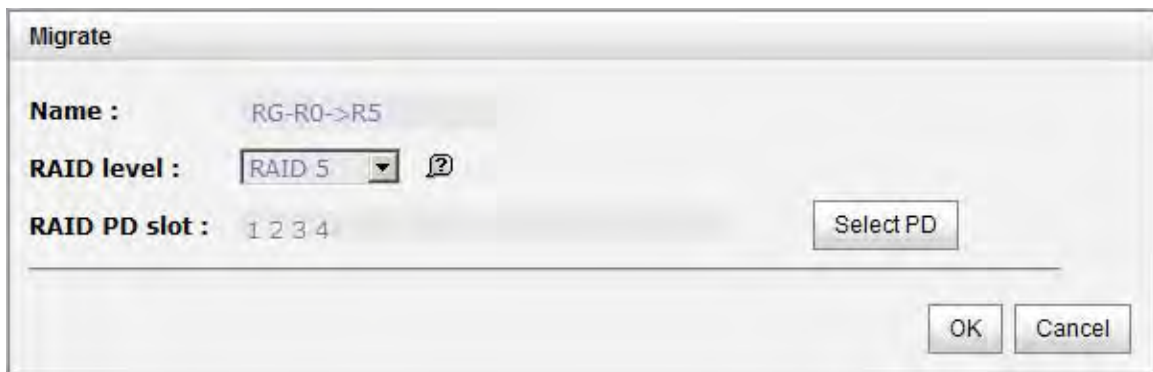 Migrate
Name : RG-R0->R5
RAID level : RAID 5
RAID PD slot : 1 2 3 4 Select PD
OK Cancel